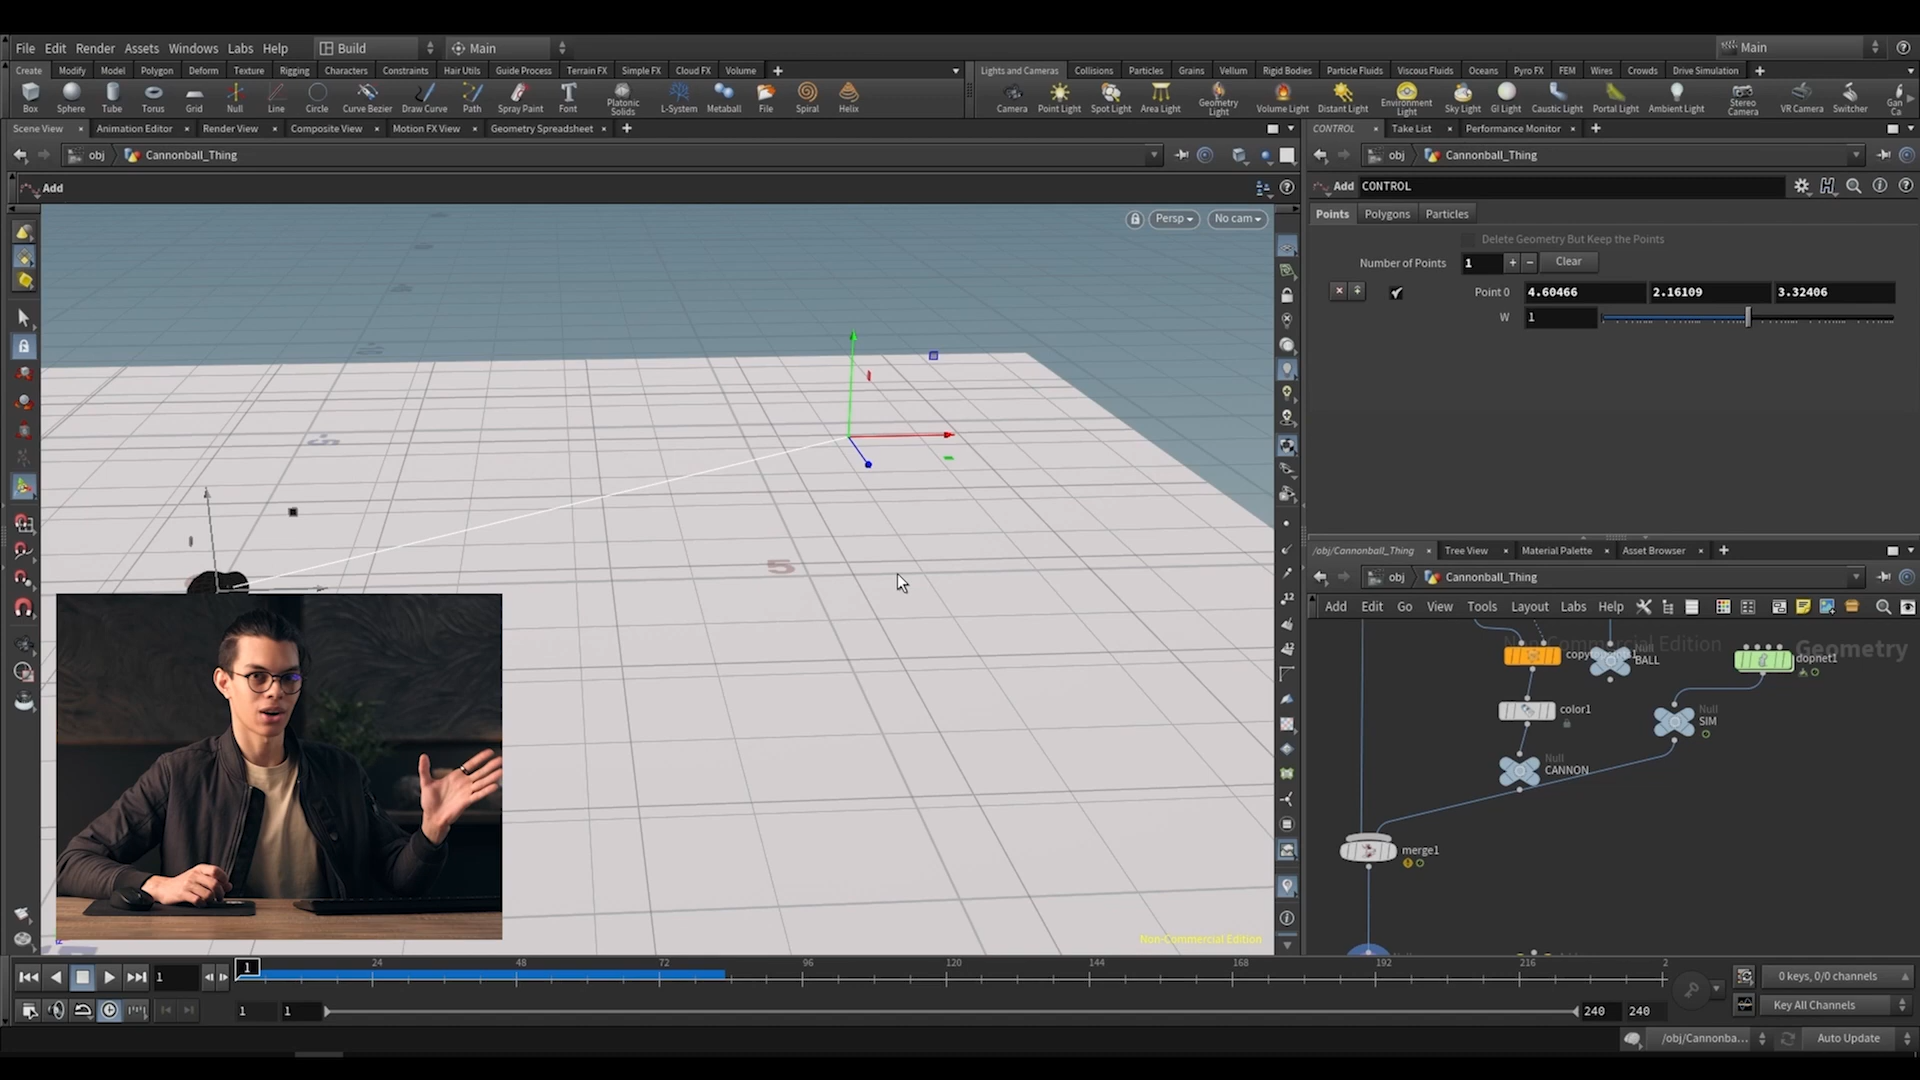 File Edit Render Assets Windows Labs Help Build Main Main
Create Modify Model Polygon Deform Texture Rigging Characters Constraints Hair Utils Guide Process Terrain FX Simple FX Cloud FX Volume
Lights and Cameras Collisions Particles Grains Vellum Rigid Bodies Particle Fluids Viscous Fluids Oceans Pyro FX FEM Wires Crowds Drive Simulation
Box Sphere Tube Torus Grid Null Line Circle Curve Bezier Draw Curve Path Spray Paint Font Platonic Solids L-System Metaball File Spiral Helix
Camera Point Light Spot Light Area Light Geometry Light Volume Light Distant Light Environment Light Sky Light GI Light Caustic Light Portal Light Ambient Light Stereo Camera VR Camera Switcher Gan Ca
Scene View Animation Editor Render View Composite View Motion FX View Geometry Spreadsheet
CONTROL Take List Performance Monitor
obj Cannonball_Thing
obj Cannonball_Thing
Add
Add CONTROL
Persp No cam
Points Polygons Particles
Delete Geometry But Keep the Points
Number of Points 1 Clear
Point 0 4.60466 2.16109 3.32406
W 1
5
5
/obj/Cannonball_Thing Tree View Material Palette Asset Browser
obj Cannonball_Thing
Add Edit Go View Tools Layout Labs Help
Non-Commercial Edition
Geometry
Null
BALL
dopnet1
color1
Null
SIM
Null
CANNON
merge1
Non-Commercial Edition
1 1 24 48 72 96 120 144 168 192 216 2
0 keys, 0/0 channels
1 1 240 240
Key All Channels
/obj/Cannonba... Auto Update